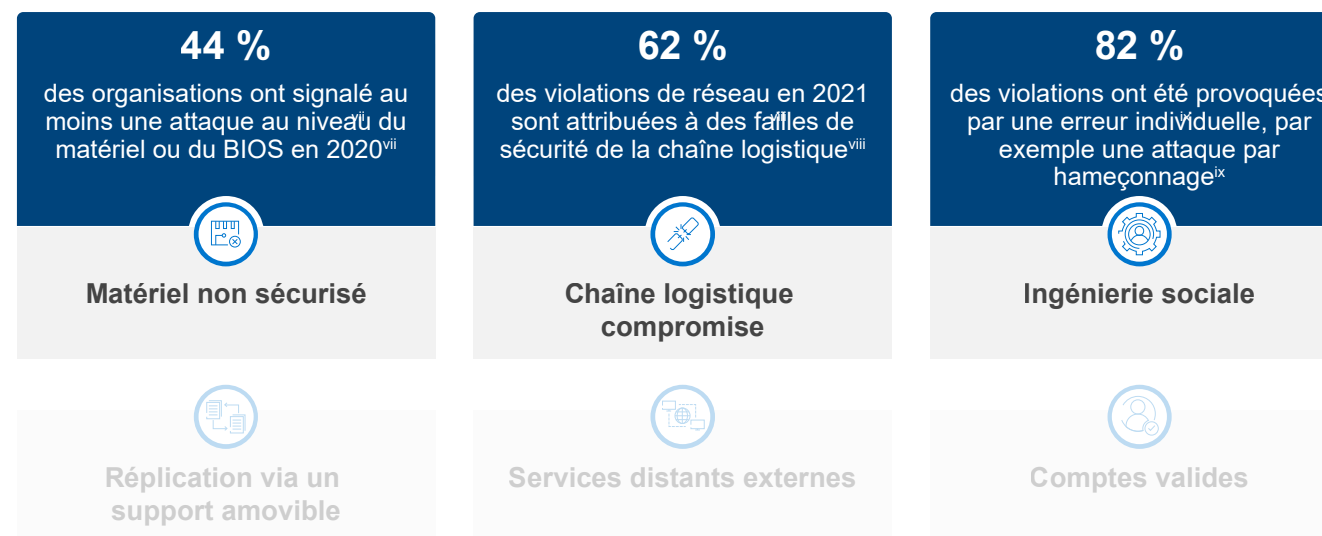 44 %
des organisations ont signalé au
moins une attaque au niveau du
matériel ou du BIOS en 2020vii
Matériel non sécurisé
62 %
des violations de réseau en 2021
sont attribuées à des failles de
sécurité de la chaîne logistiqueviii
Chaîne logistique
compromise
82 %
des violations ont été provoquées
par une erreur individuelle, par
exemple une attaque par
hameçonnageix
Ingénierie sociale
Réplication via un
support amovible
Services distants externes
Comptes valides